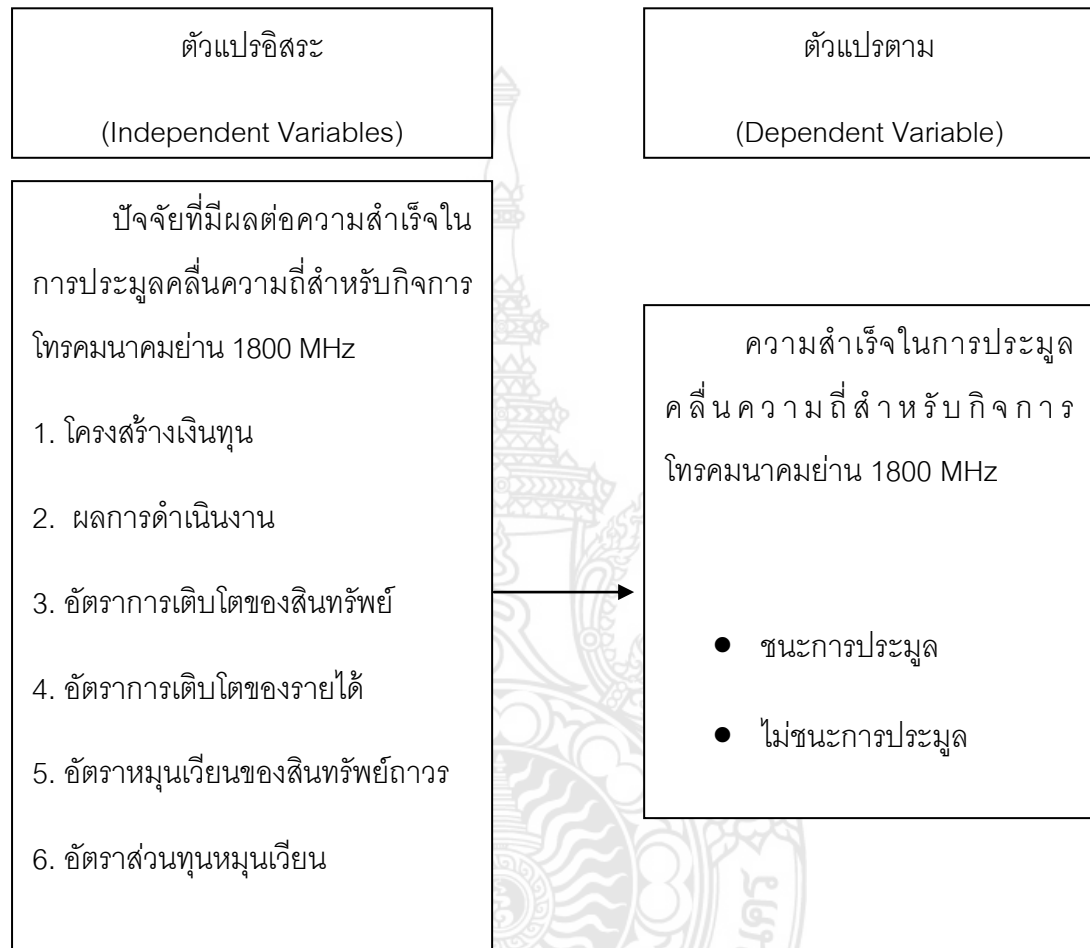 ตัวแปรอิสระ
(Independent Variables)
ตัวแปรตาม
(Dependent Variable)
ปัจจัยที่มีผลต่อความสำเร็จใน
การประมูลคลื่นความถี่สำหรับกิจการ
โทรคมนาคมย่าน 1800 MHz
1. โครงสร้างเงินทุน
2. ผลการดำเนินงาน
3. อัตราการเติบโตของสินทรัพย์
4. อัตราการเติบโตของรายได้
5. อัตราหมุนเวียนของสินทรัพย์ถาวร
6. อัตราส่วนทุนหมุนเวียน
ความสำเร็จในการประมูล
คลื่นความถี่สำหรับกิจการ
โทรคมนาคมย่าน 1800 MHz
● ชนะการประมูล
● ไม่ชนะการประมูล